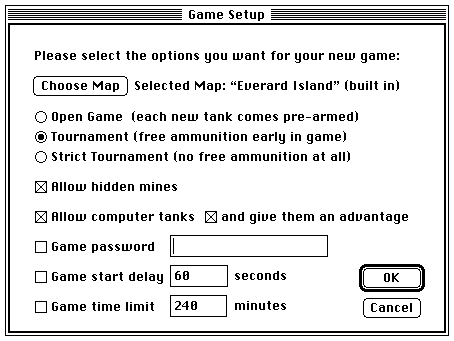 Game Setup
Please select the options you want for your new game:
Choose Map Selected Map: “Everard Island” (built in)
Open Game (each new tank comes pre-armed)
Tournament (free ammunition early in game)
Strict Tournament (no free ammunition at all)
Allow hidden mines
Allow computer tanks and give them an advantage
Game password
Game start delay 60 seconds
OK
Game time limit 240 minutes
Cancel